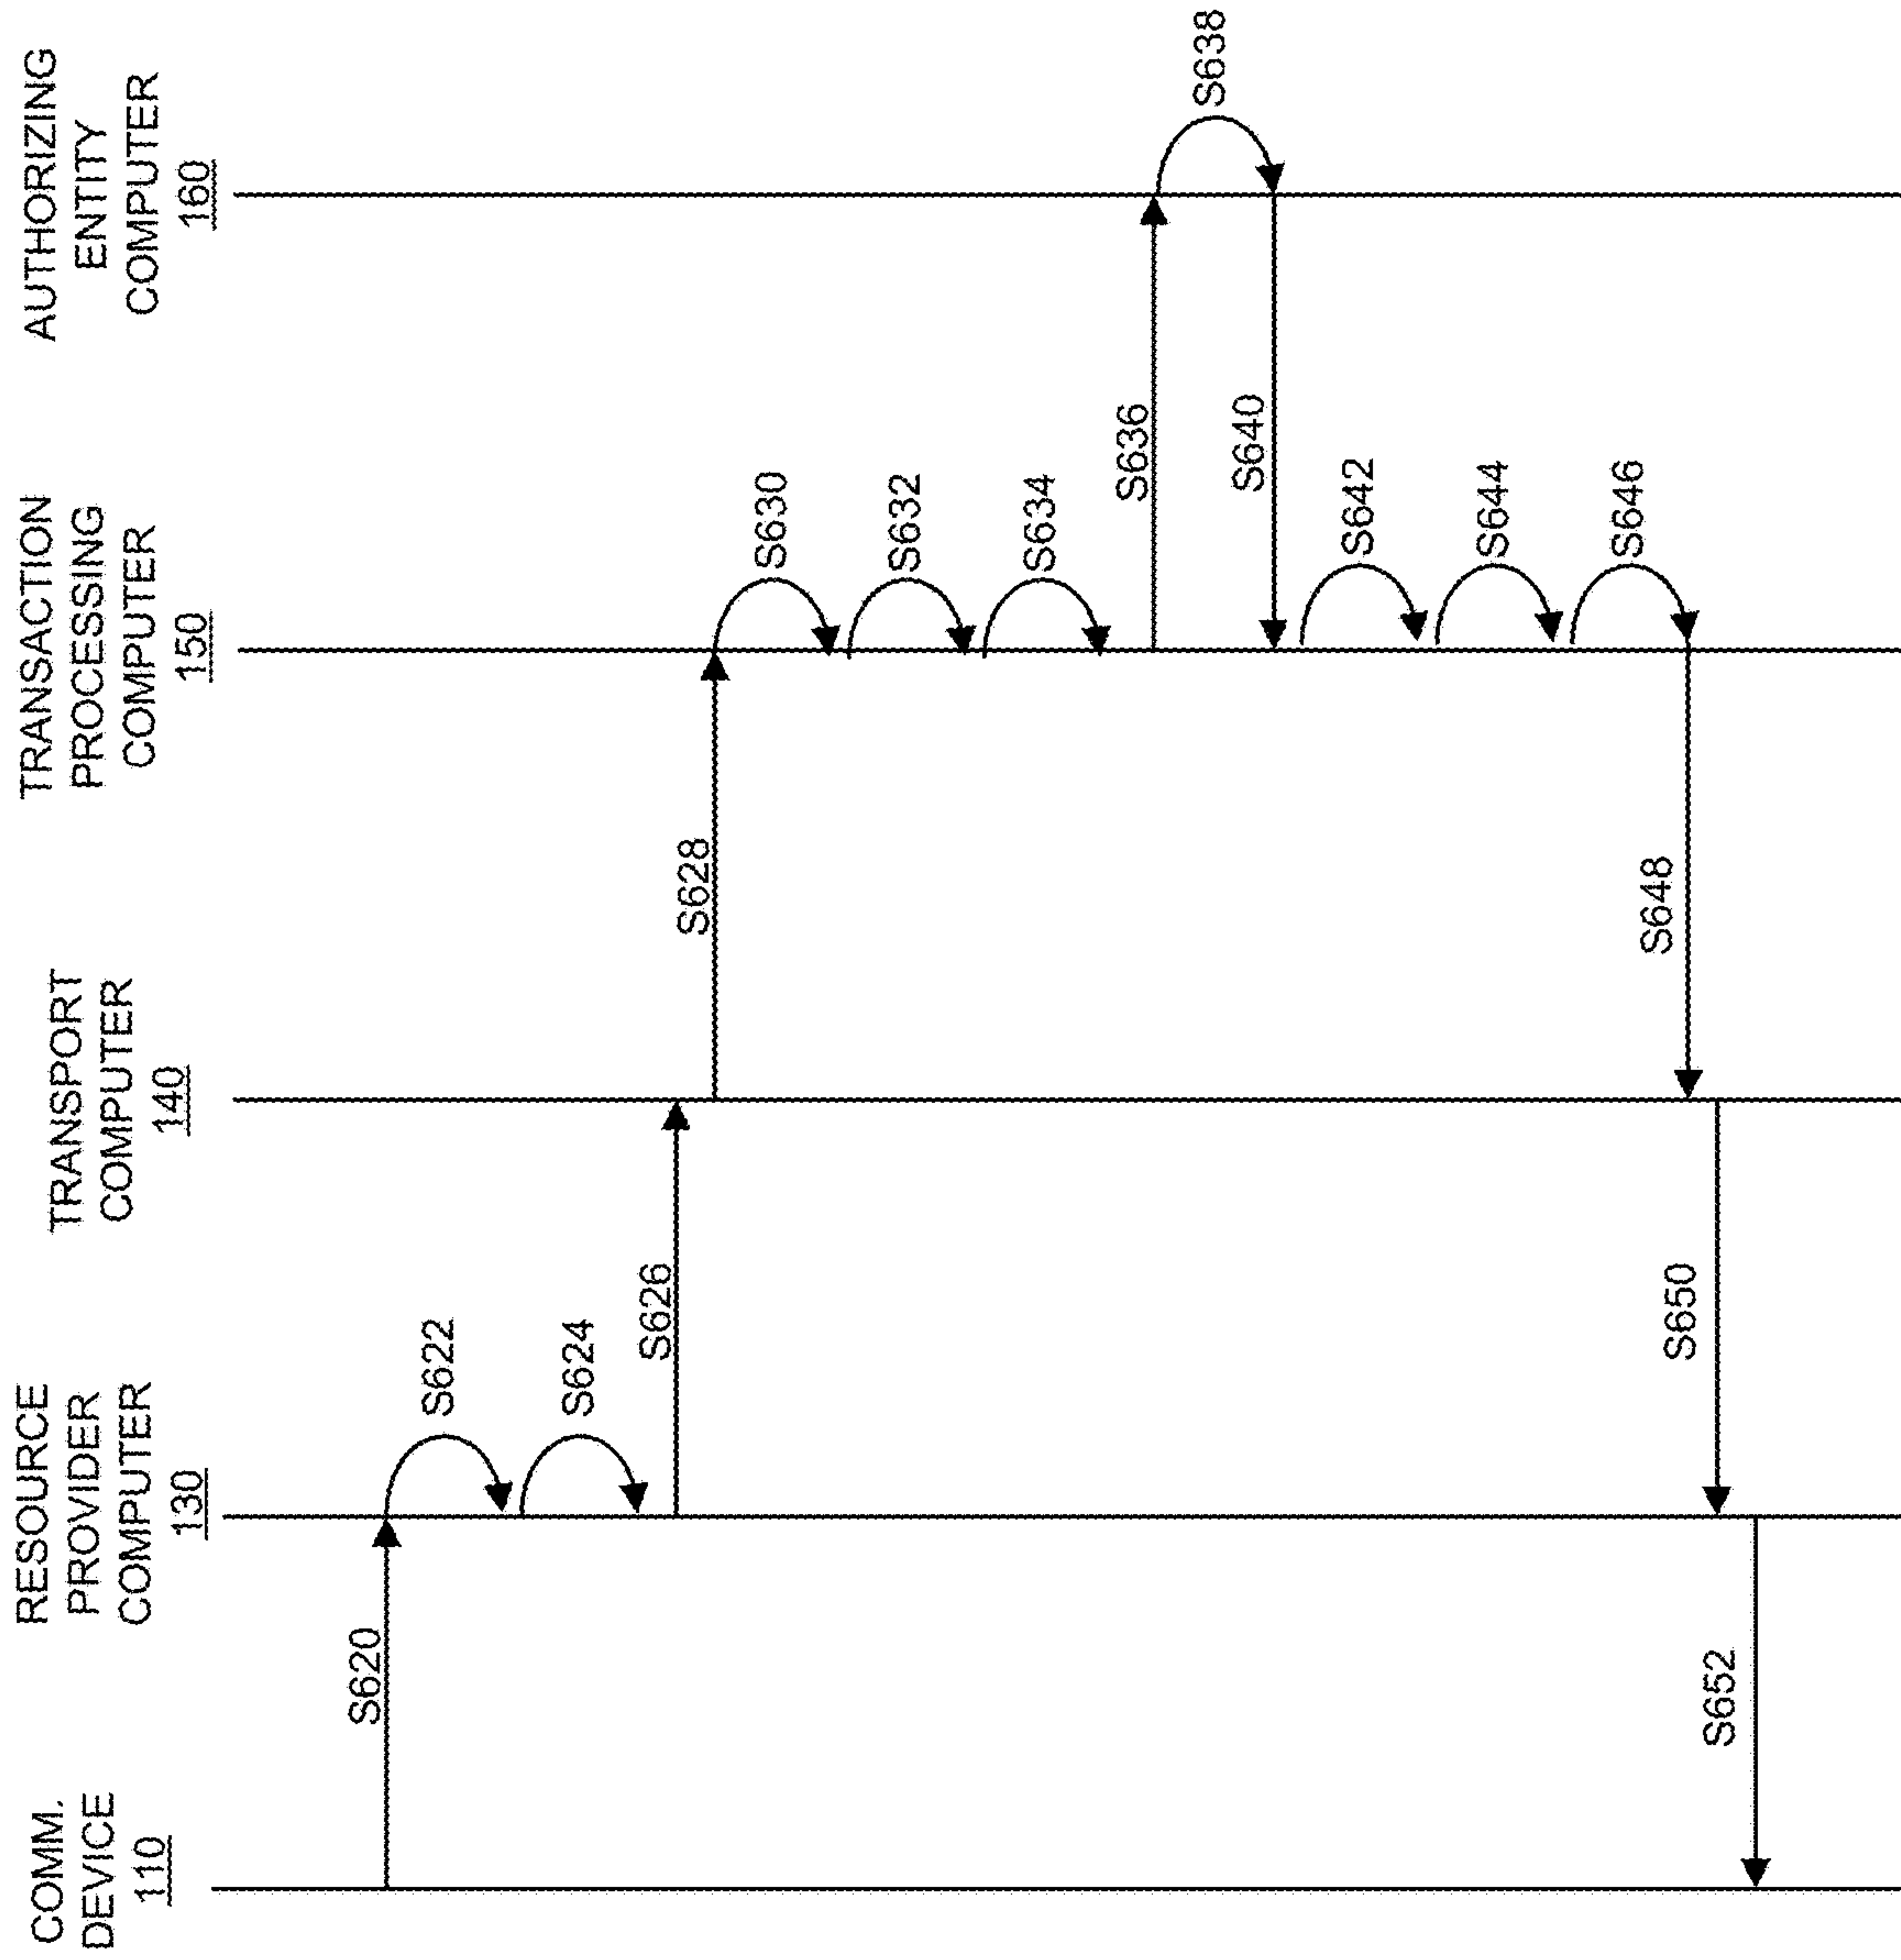 COMM.
DEVICE
110
RESOURCE
PROVIDER
COMPUTER
130
TRANSPORT
COMPUTER
140
TRANSACTION
PROCESSING
COMPUTER
150
AUTHORIZING
ENTITY
COMPUTER
160
S620
S622
S624
S626
S628
S630
S632
S634
S636
S638
S640
S642
S644
S646
S648
S650
S652